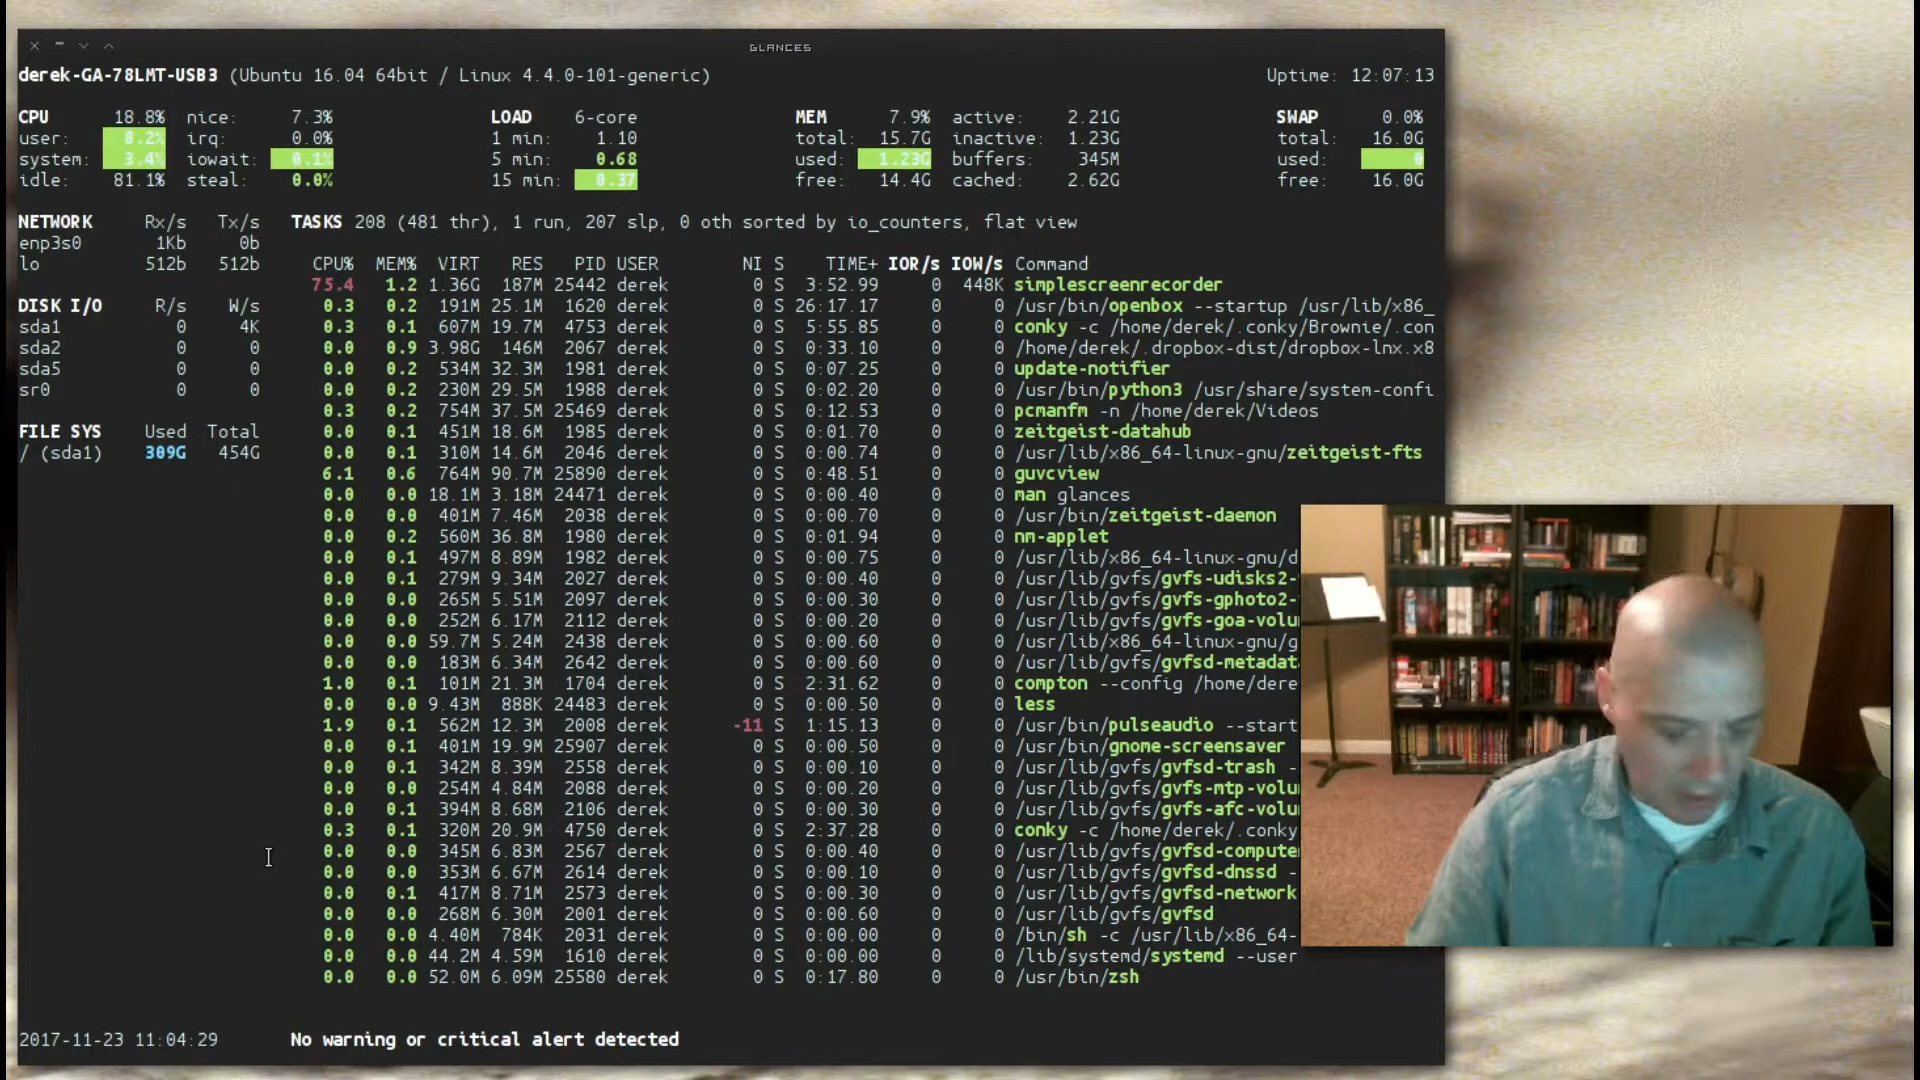 GLANCES
derek-GA-78LMT-USB3 (Ubuntu 16.04 64bit / Linux 4.4.0-101-generic) Uptime: 12:07:13
CPU 18.8% nice: 7.3% LOAD 6-core MEM 7.9% active: 2.21G SWAP 0.0%
user: 8.2% irq: 0.0% 1 min: 1.10 total: 15.7G inactive: 1.23G total: 16.0G
system: 3.4% iowait: 0.1% 5 min: 0.68 used: 1.23G buffers: 345M used: 0
idle: 81.1% steal: 0.0% 15 min: 0.37 free: 14.4G cached: 2.62G free: 16.0G
NETWORK Rx/s Tx/s TASKS 208 (481 thr), 1 run, 207 slp, 0 oth sorted by io_counters, flat view
enp3s0 1Kb 0b
lo 512b 512b CPU% MEM% VIRT RES PID USER NI S TIME+ IOR/s IOW/s Command
75.4 1.2 1.36G 187M 25442 derek 0 S 3:52.99 0 448K simplescreenrecorder
DISK I/O R/s W/s 0.3 0.2 191M 25.1M 1620 derek 0 S 26:17.17 0 0 /usr/bin/openbox --startup /usr/lib/x86_
sda1 0 4K 0.3 0.1 607M 19.7M 4753 derek 0 S 5:55.85 0 0 conky -c /home/derek/.conky/Brownie/.con
sda2 0 0 0.0 0.9 3.98G 146M 2067 derek 0 S 0:33.10 0 0 /home/derek/.dropbox-dist/dropbox-lnx.x8
sda5 0 0 0.0 0.2 534M 32.3M 1981 derek 0 S 0:07.25 0 0 update-notifier
sr0 0 0 0.0 0.2 230M 29.5M 1988 derek 0 S 0:02.20 0 0 /usr/bin/python3 /usr/share/system-confi
0.3 0.2 754M 37.5M 25469 derek 0 S 0:12.53 0 0 pcmanfm -n /home/derek/Videos
FILE SYS Used Total 0.0 0.1 451M 18.6M 1985 derek 0 S 0:01.70 0 0 zeitgeist-datahub
/ (sda1) 309G 454G 0.0 0.1 310M 14.6M 2046 derek 0 S 0:00.74 0 0 /usr/lib/x86_64-linux-gnu/zeitgeist-fts
6.1 0.6 764M 90.7M 25890 derek 0 S 0:48.51 0 0 guvcview
0.0 0.0 18.1M 3.18M 24471 derek 0 S 0:00.40 0 0 man glances
0.0 0.0 401M 7.46M 2038 derek 0 S 0:00.70 0 0 /usr/bin/zeitgeist-daemon
0.0 0.2 560M 36.8M 1980 derek 0 S 0:01.94 0 0 nm-applet
0.0 0.1 497M 8.89M 1982 derek 0 S 0:00.75 0 0 /usr/lib/x86_64-linux-gnu/d
0.0 0.1 279M 9.34M 2027 derek 0 S 0:00.40 0 0 /usr/lib/gvfs/gvfs-udisks2-
0.0 0.0 265M 5.51M 2097 derek 0 S 0:00.30 0 0 /usr/lib/gvfs/gvfs-gphoto2-
0.0 0.0 252M 6.17M 2112 derek 0 S 0:00.20 0 0 /usr/lib/gvfs/gvfs-goa-volu
0.0 0.0 59.7M 5.24M 2438 derek 0 S 0:00.60 0 0 /usr/lib/x86_64-linux-gnu/g
0.0 0.0 183M 6.34M 2642 derek 0 S 0:00.60 0 0 /usr/lib/gvfs/gvfsd-metadat
1.0 0.1 101M 21.3M 1704 derek 0 S 2:31.62 0 0 compton --config /home/dere
0.0 0.0 9.43M 888K 24483 derek 0 S 0:00.50 0 0 less
1.9 0.1 562M 12.3M 2008 derek -11 S 1:15.13 0 0 /usr/bin/pulseaudio --start
0.0 0.1 401M 19.9M 25907 derek 0 S 0:00.50 0 0 /usr/bin/gnome-screensaver
0.0 0.1 342M 8.39M 2558 derek 0 S 0:00.10 0 0 /usr/lib/gvfs/gvfsd-trash -
0.0 0.0 254M 4.84M 2088 derek 0 S 0:00.20 0 0 /usr/lib/gvfs/gvfs-mtp-volu
0.0 0.1 394M 8.68M 2106 derek 0 S 0:00.30 0 0 /usr/lib/gvfs/gvfs-afc-volu
0.3 0.1 320M 20.9M 4750 derek 0 S 2:37.28 0 0 conky -c /home/derek/.conky
0.0 0.0 345M 6.83M 2567 derek 0 S 0:00.40 0 0 /usr/lib/gvfs/gvfsd-compute
0.0 0.0 353M 6.67M 2614 derek 0 S 0:00.10 0 0 /usr/lib/gvfs/gvfsd-dnssd -
0.0 0.1 417M 8.71M 2573 derek 0 S 0:00.30 0 0 /usr/lib/gvfs/gvfsd-network
0.0 0.0 268M 6.30M 2001 derek 0 S 0:00.60 0 0 /usr/lib/gvfs/gvfsd
0.0 0.0 4.40M 784K 2031 derek 0 S 0:00.00 0 0 /bin/sh -c /usr/lib/x86_64-
0.0 0.0 44.2M 4.59M 1610 derek 0 S 0:00.00 0 0 /lib/systemd/systemd --user
0.0 0.0 52.0M 6.09M 25580 derek 0 S 0:17.80 0 0 /usr/bin/zsh
2017-11-23 11:04:29 No warning or critical alert detected